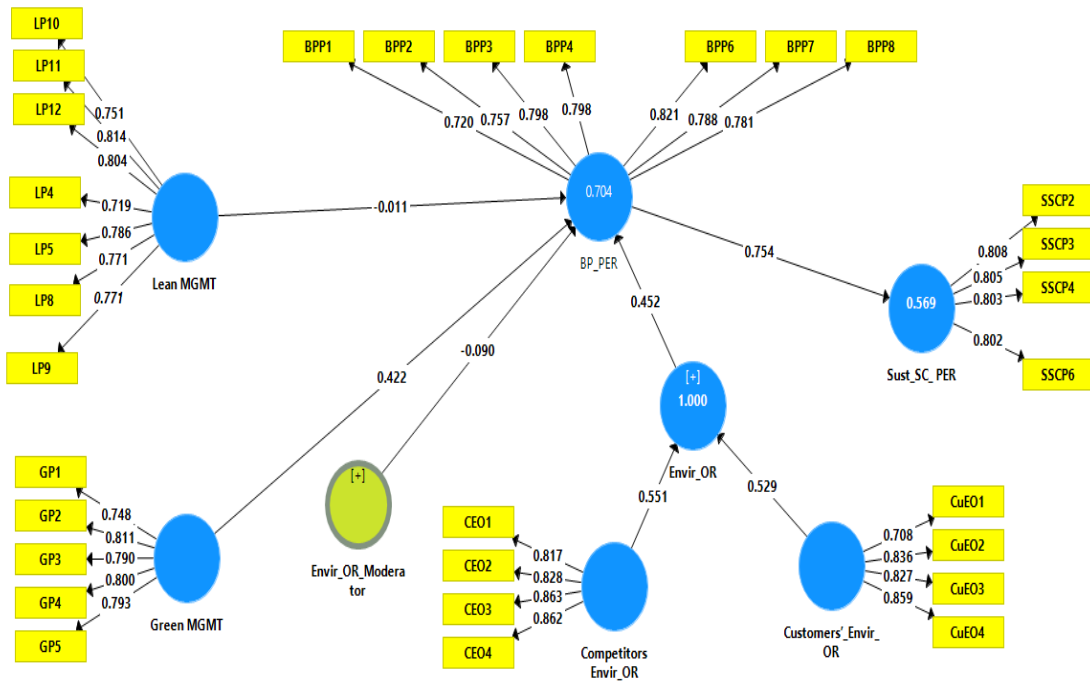 LP10
LP11
LP12
LP4
LP5
LP8
LP9
0.751
0.814
0.804
0.719
0.786
0.771
0.771
Lean MGMT
BPP1
BPP2
BPP3
BPP4
BPP6
BPP7
BPP8
0.720
0.757
0.798
0.798
0.821
0.788
0.781
0.704
BP_PER
-0.011
0.754
SSCP2
SSCP3
SSCP4
SSCP6
0.808
0.805
0.803
0.802
0.569
Sust_SC_ PER
0.452
-0.090
0.422
[+]
1.000
Envir_OR
0.551
0.529
GP1
GP2
GP3
GP4
GP5
0.748
0.811
0.790
0.800
0.793
Green MGMT
[+]
Envir_OR_Modera
tor
CEO1
CEO2
CEO3
CEO4
0.817
0.828
0.863
0.862
Competitors
Envir_OR
CuEO1
CuEO2
CuEO3
CuEO4
0.708
0.836
0.827
0.859
Customers'_Envir_
OR